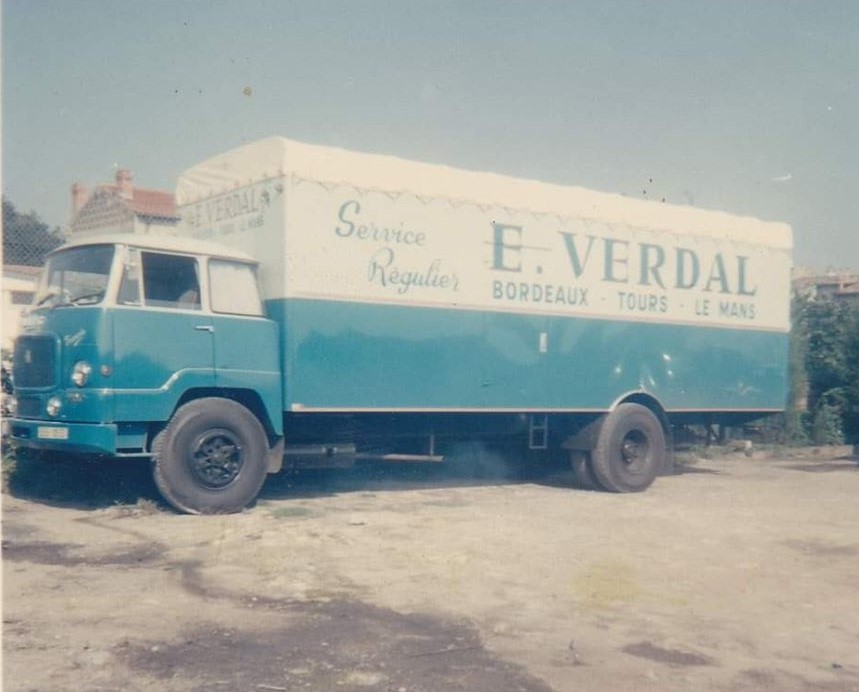 E. VERDAL
Service
Régulier
E. VERDAL
BORDEAUX - TOURS - LE MANS